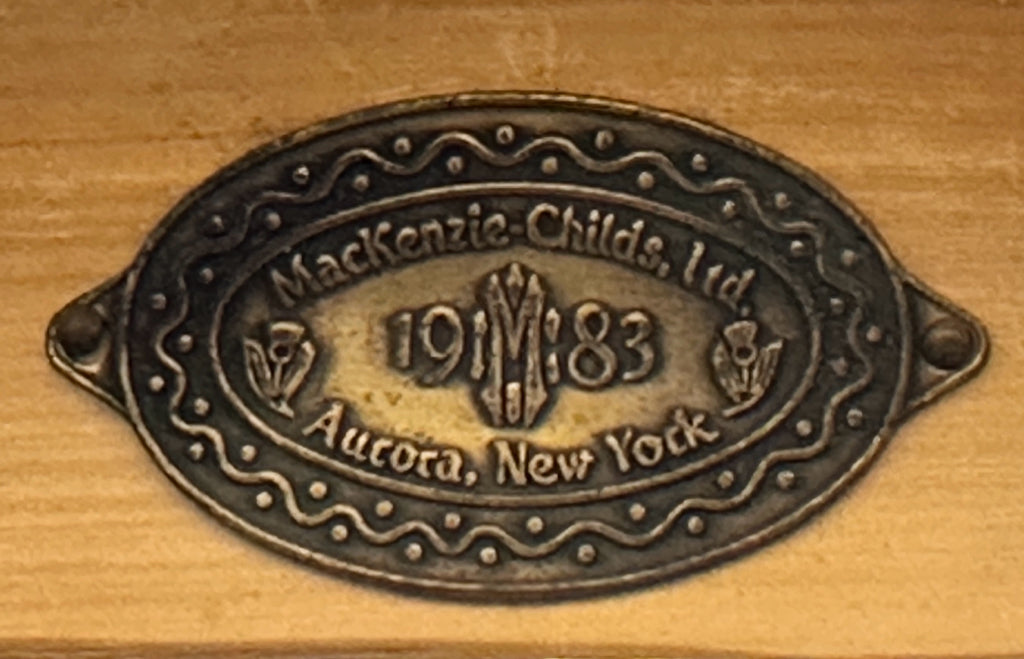 MacKenzie-Childs, Ltd.
19 M 83
Aurora, New York